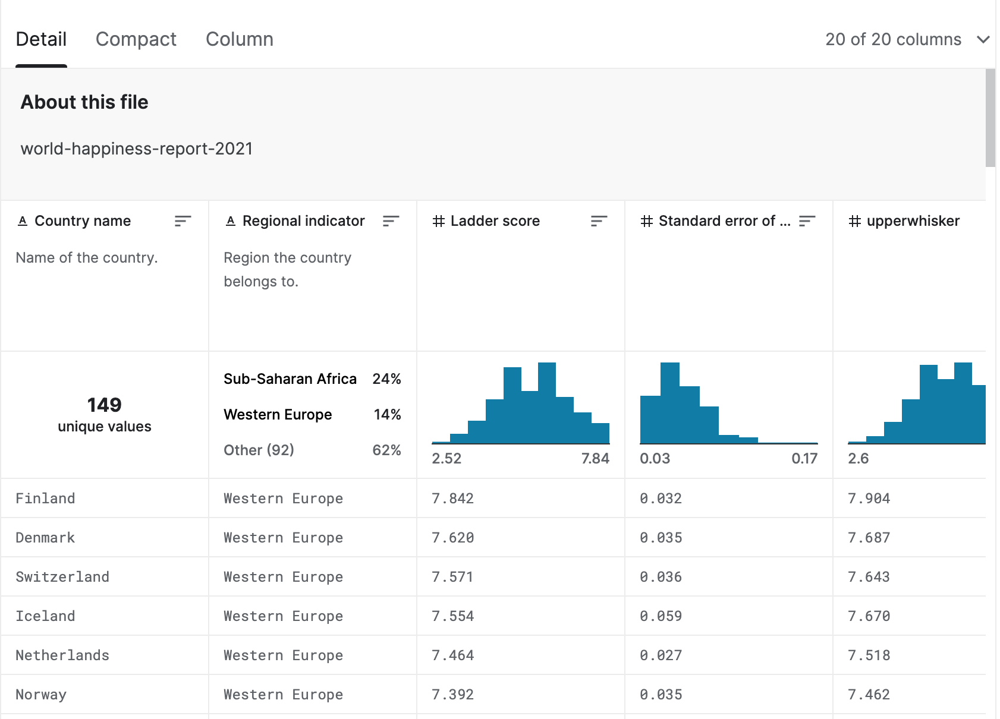 Detail Compact Column 20 of 20 columns
About this file
world-happiness-report-2021
A Country name A Regional indicator # Ladder score # Standard error of ... # upperwhisker
Name of the country. Region the country
belongs to.
149
unique values
Sub-Saharan Africa 24%
Western Europe 14%
Other (92) 62%
2.52 7.84 0.03 0.17 2.6
Finland Western Europe 7.842 0.032 7.904
Denmark Western Europe 7.620 0.035 7.687
Switzerland Western Europe 7.571 0.036 7.643
Iceland Western Europe 7.554 0.059 7.670
Netherlands Western Europe 7.464 0.027 7.518
Norway Western Europe 7.392 0.035 7.462